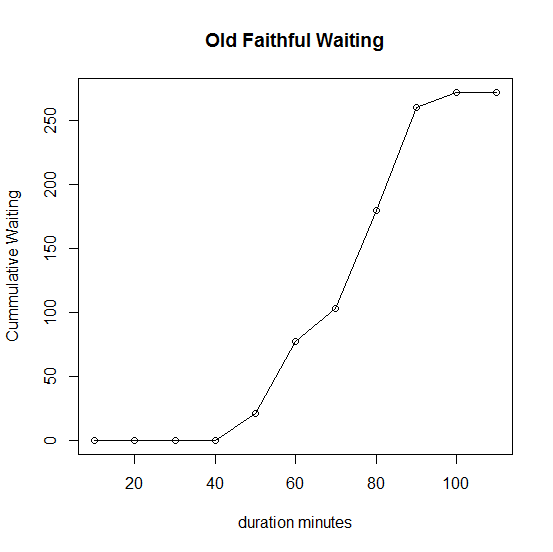 Old Faithful Waiting
Cummulative Waiting
250
200
150
100
50
0
20 40 60 80 100
duration minutes